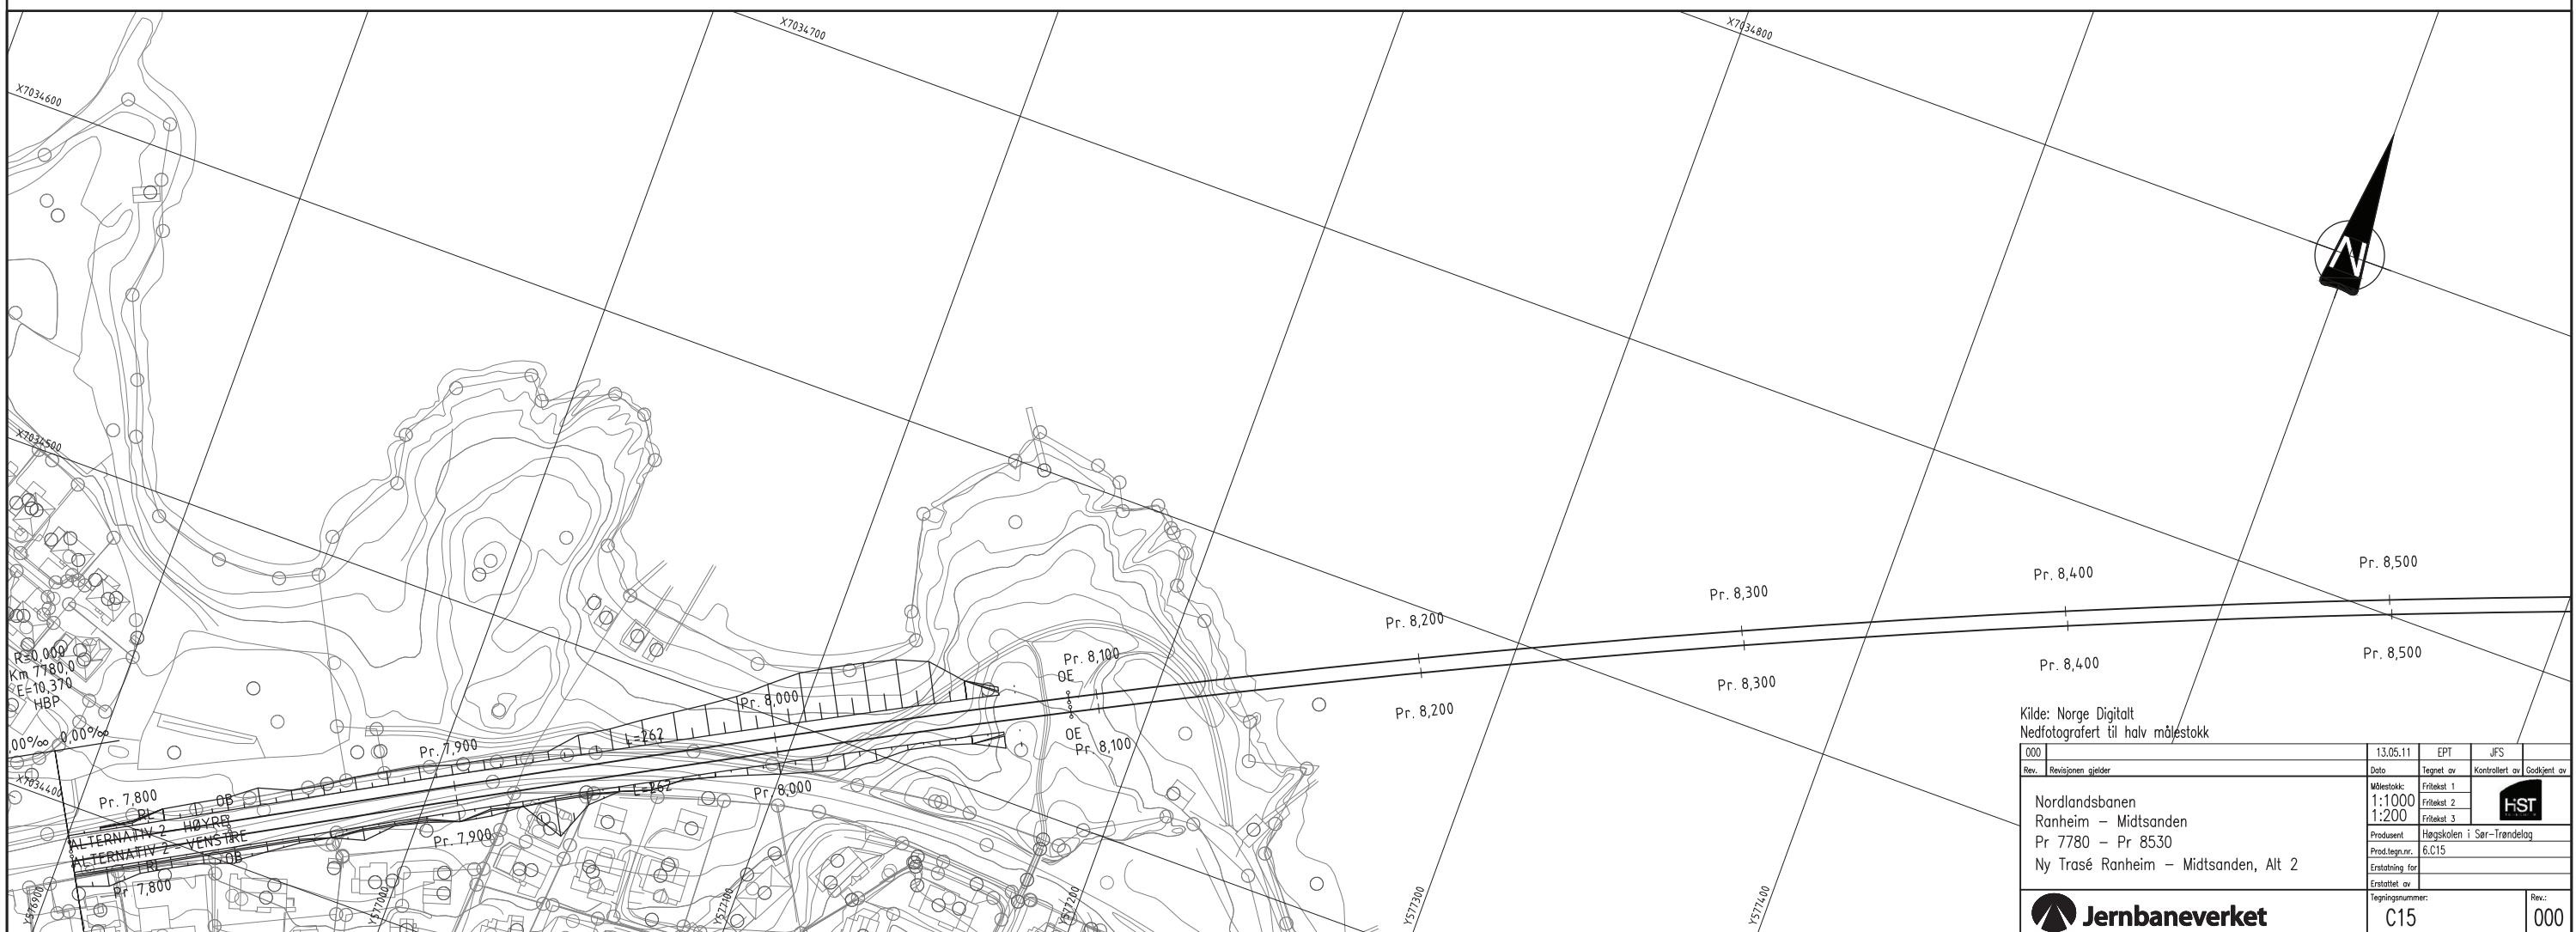 X7034700
X7034800
X7034600
N
X7034500
Pr. 8,500
Pr. 8,400
Pr. 8,300
Pr. 8,200
Pr. 8,100
OE
R=0,000
Km 7780,0
E=10,370
HBP
Pr. 8,500
Pr. 8,400
Pr. 8,300
Pr. 8,200
Pr. 8,000
OE
Pr. 8,100
L=262
Pr. 7,900
,00‰ 0,00‰
X7034400
L=262
Pr. 8,000
Pr. 7,800
OB
RL
ALTERNATIV 2 - HØYRE
ALTERNATIV 2 - VENSTRE
Pr. 7,900
OB
RL
Pr 7,800
Y576900
Y577000
Y577100
Y577200
Y577300
Y577400
Kilde: Norge Digitalt
Nedfotografert til halv målestokk
000 13.05.11 EPT JFS
Rev. Revisjonen gjelder Dato Tegnet av Kontrollert av Godkjent av
Nordlandsbanen
Ranheim – Midtsanden
Pr 7780 – Pr 8530
Ny Trasé Ranheim – Midtsanden, Alt 2
Målestokk:
1:1000
1:200
Fritekst 1
Fritekst 2
Fritekst 3
HiST
Produsent Høgskolen i Sør-Trøndelag
Prod.tegn.nr. 6.C15
Erstatning for
Erstattet av
Jernbaneverket
Tegningsnummer:
C15
Rev.:
000